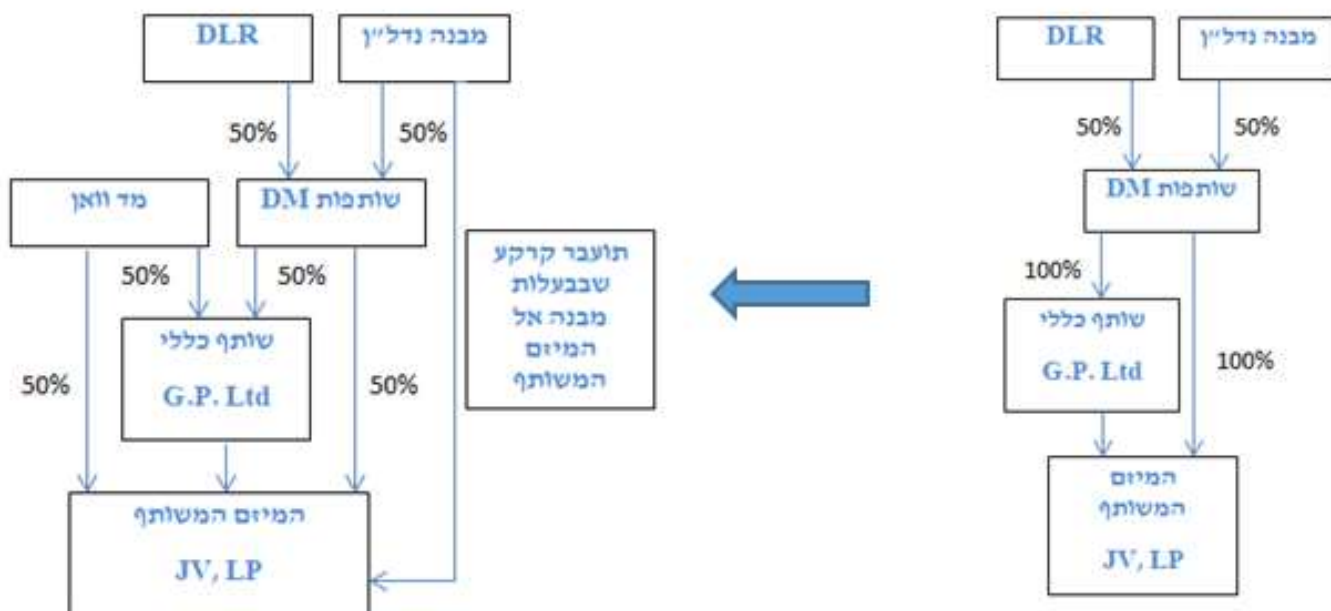 מבנה נדל״ן
DLR
50%
50%
שותפות DM
100%
שותף כללי
G.P. Ltd
100%
המיזם
המשותף
JV, LP
תועבר קרקע
שבבעלות
מבנה אל
המיזם
המשותף
מבנה נדל״ן
DLR
50%
50%
שותפות DM
מד וואן
50%
50%
שותף כללי
G.P. Ltd
50%
50%
המיזם המשותף
JV, LP